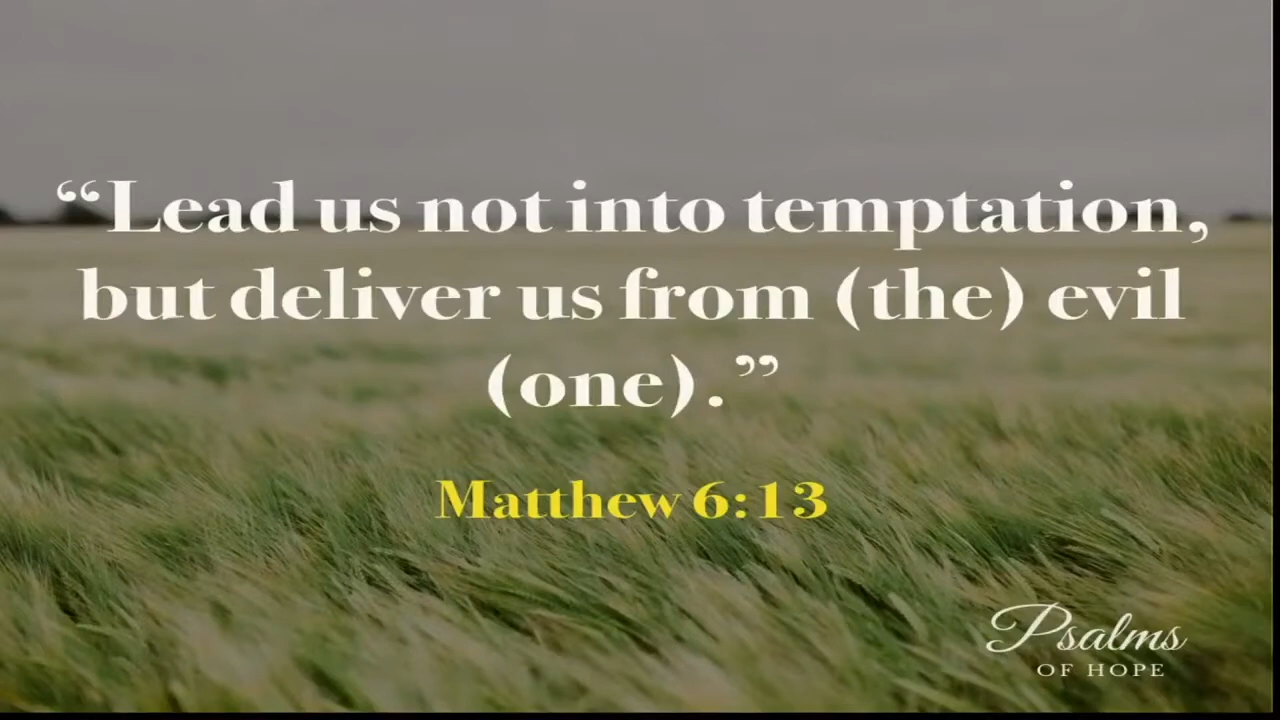 “Lead us not into temptation,
but deliver us from (the) evil
(one).”
Matthew 6:13
Psalms
OF HOPE